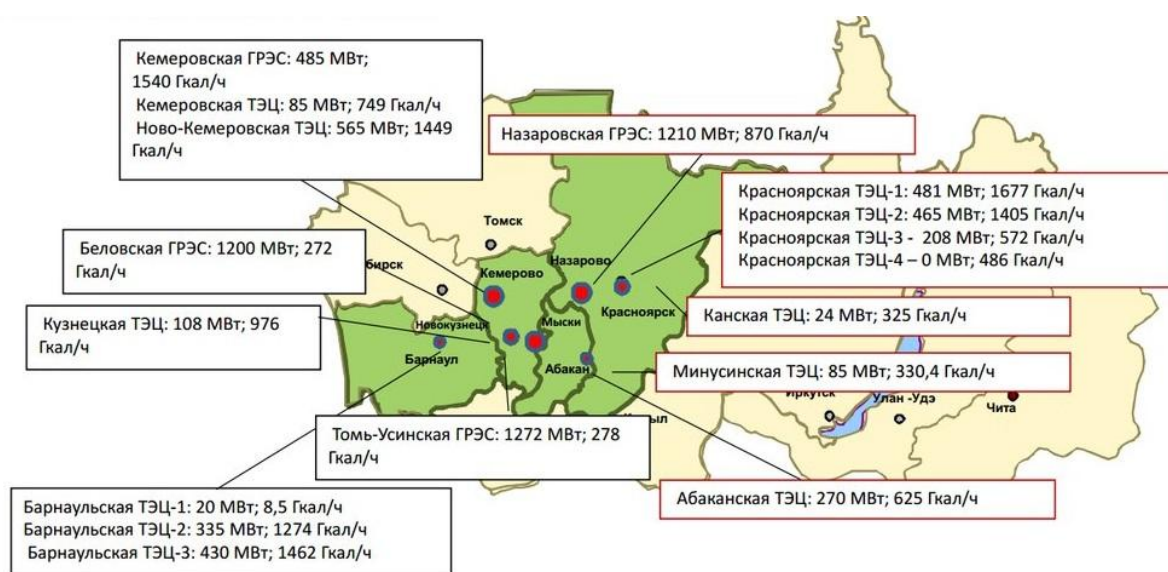 Кемеровская ГРЭС: 485 МВт;
1540 Гкал/ч
Кемеровская ТЭЦ: 85 МВт; 749 Гкал/ч
Ново-Кемеровская ТЭЦ: 565 МВт; 1449
Гкал/ч
Назаровская ГРЭС: 1210 МВт; 870 Гкал/ч
Красноярская ТЭЦ-1: 481 МВт; 1677 Гкал/ч
Красноярская ТЭЦ-2: 465 МВт; 1405 Гкал/ч
Красноярская ТЭЦ-3 - 208 МВт; 572 Гкал/ч
Красноярская ТЭЦ-4 – 0 МВт; 486 Гкал/ч
Томск
Беловская ГРЭС: 1200 МВт; 272
Гкал/ч
бирск
Кемерово
Назарово
Красноярск
Канская ТЭЦ: 24 МВт; 325 Гкал/ч
Кузнецкая ТЭЦ: 108 МВт; 976
Гкал/ч
Новокузнецк
Мыски
Барнаул
Абакан
Минусинская ТЭЦ: 85 МВт; 330,4 Гкал/ч
Иркутск
Улан -Удэ
Чита
ыл
Томь-Усинская ГРЭС: 1272 МВт; 278
Гкал/ч
Абаканская ТЭЦ: 270 МВт; 625 Гкал/ч
Барнаульская ТЭЦ-1: 20 МВт; 8,5 Гкал/ч
Барнаульская ТЭЦ-2: 335 МВт; 1274 Гкал/ч
Барнаульская ТЭЦ-3: 430 МВт; 1462 Гкал/ч